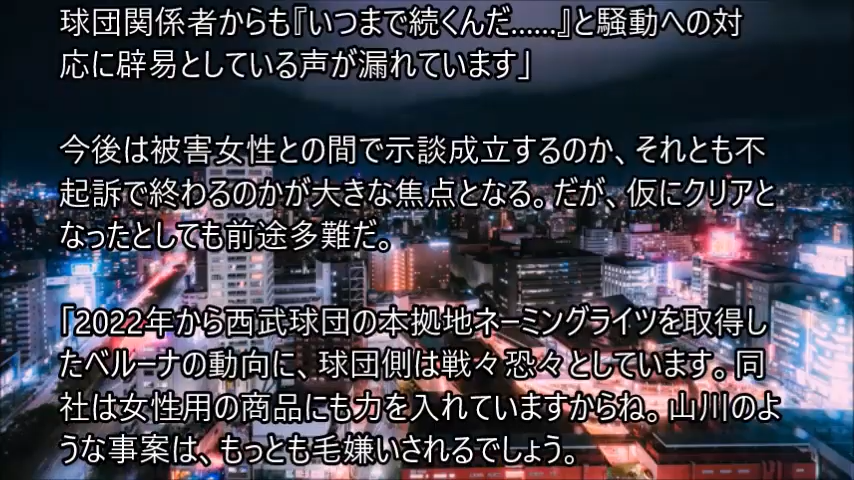 球団関係者からも『いつまで続くんだ……』と騒動への対
応に辟易としている声が漏れています」
今後は被害女性との間で示談成立するのか、それとも不
起訴で終わるのかが大きな焦点となる。だが、仮にクリアと
なったとしても前途多難だ。
「2022年から西武球団の本拠地ネーミングライツを取得し
たベルーナの動向に、球団側は戦々恐々としています。同
社は女性用の商品にも力を入れていますからね。山川のよ
うな事案は、もっとも毛嫌いされるでしょう。